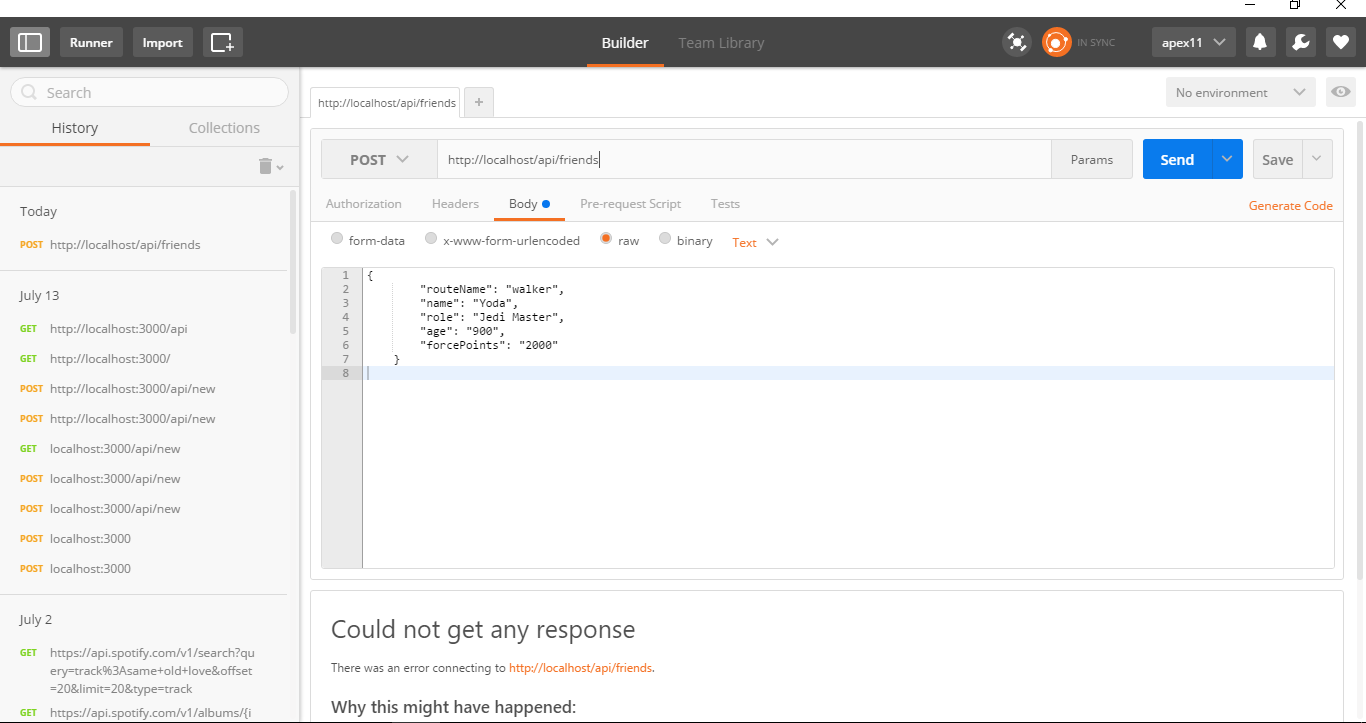 Runner
Import
Builder
Team Library
IN SYNC
apex11
Search
History
Collections
Today
POST http://localhost/api/friends
July 13
GET http://localhost:3000/api
GET http://localhost:3000/
POST http://localhost:3000/api/new
POST http://localhost:3000/api/new
GET localhost:3000/api/new
POST localhost:3000/api/new
POST localhost:3000/api/new
POST localhost:3000
POST localhost:3000
July 2
GET https://api.spotify.com/v1/search?qu
ery=track%3Asame+old+love&offset
=20&limit=20&type=track
GET https://api.spotify.com/v1/albums/{i
http://localhost/api/friends
+
No environment
POST
http://localhost/api/friends
Params
Send
Save
Authorization
Headers
Body
Pre-request Script
Tests
Generate Code
form-data
x-www-form-urlencoded
raw
binary
Text
1 {
2 "routeName": "walker",
3 "name": "Yoda",
4 "role": "Jedi Master",
5 "age": "900",
6 "forcePoints": "2000"
7 }
8
Could not get any response
There was an error connecting to http://localhost/api/friends.
Why this might have happened: